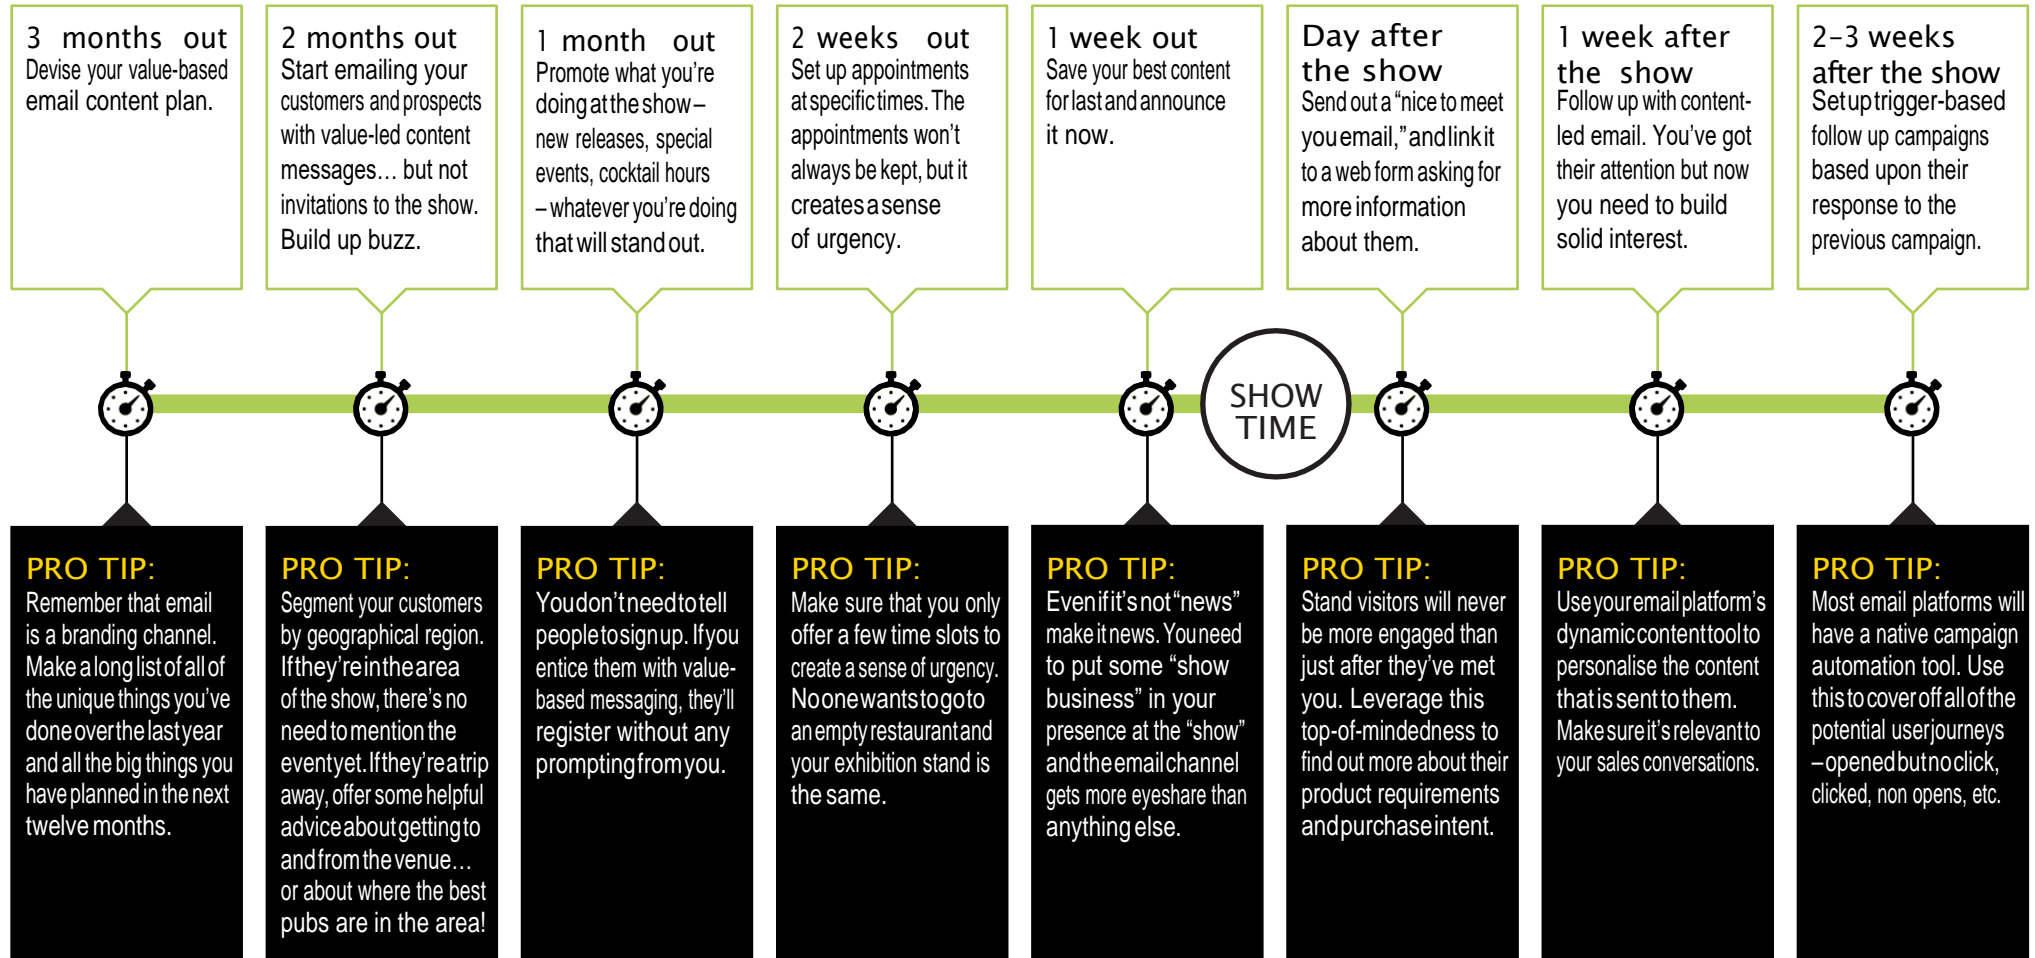 3 months out
Devise your value-based
email content plan.
2 months out
Start emailing your
customers and prospects
with value-led content
messages… but not
invitations to the show.
Build up buzz.
1 month out
Promote what you’re
doing at the show –
new releases, special
events, cocktail hours
– whatever you’re doing
that will stand out.
2 weeks out
Set up appointments
at specific times. The
appointments won’t
always be kept, but it
creates a sense
of urgency.
1 week out
Save your best content
for last and announce
it now.
Day after
the show
Send out a “nice to meet
you email,” and link it
to a web form asking for
more information
about them.
1 week after
the show
Follow up with content-
led email. You’ve got
their attention but now
you need to build
solid interest.
2–3 weeks
after the show
Set up trigger-based
follow up campaigns
based upon their
response to the
previous campaign.
SHOW
TIME
PRO TIP:
Remember that email
is a branding channel.
Make a long list of all of
the unique things you’ve
done over the last year
and all the big things you
have planned in the next
twelve months.
PRO TIP:
Segment your customers
by geographical region.
If they’re in the area
of the show, there’s no
need to mention the
event yet. If they’re a trip
away, offer some helpful
advice about getting to
and from the venue…
or about where the best
pubs are in the area!
PRO TIP:
You don’t need to tell
people to sign up. If you
entice them with value-
based messaging, they’ll
register without any
prompting from you.
PRO TIP:
Make sure that you only
offer a few time slots to
create a sense of urgency.
No one wants to go to
an empty restaurant and
your exhibition stand is
the same.
PRO TIP:
Even if it’s not “news”
make it news. You need
to put some “show
business” in your
presence at the “show”
and the email channel
gets more eyeshare than
anything else.
PRO TIP:
Stand visitors will never
be more engaged than
just after they’ve met
you. Leverage this
top-of-mindedness to
find out more about their
product requirements
and purchase intent.
PRO TIP:
Use your email platform’s
dynamic content tool to
personalise the content
that is sent to them.
Make sure it’s relevant to
your sales conversations.
PRO TIP:
Most email platforms will
have a native campaign
automation tool. Use
this to cover off all of the
potential user journeys
– opened but no click,
clicked, non opens, etc.